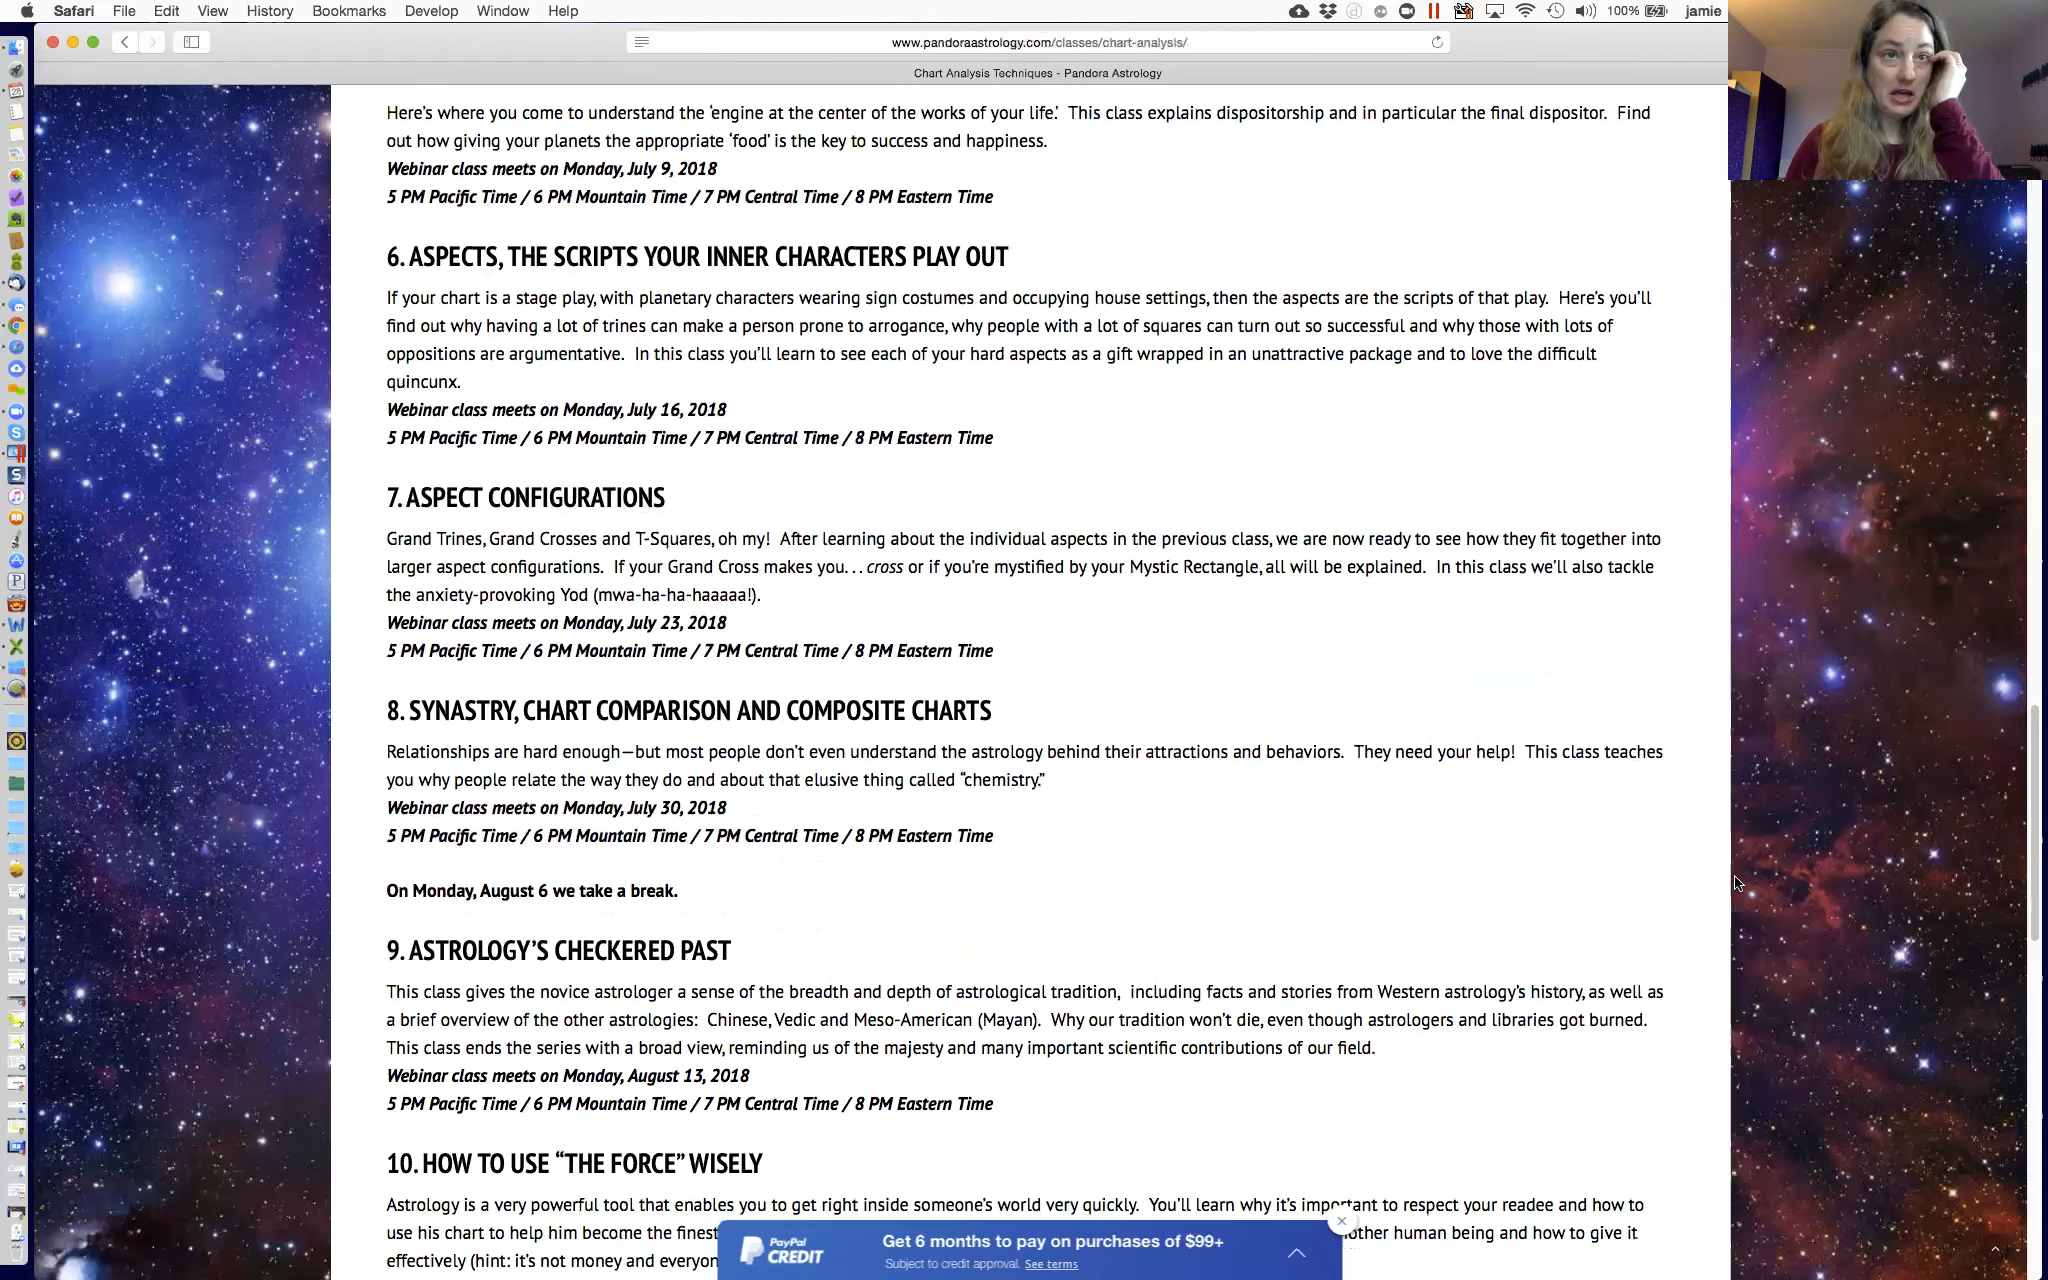 Safari File Edit View History Bookmarks Develop Window Help 100% jamie
www.pandoraastrology.com/classes/chart-analysis/
Chart Analysis Techniques - Pandora Astrology
Here's where you come to understand the 'engine at the center of the works of your life.' This class explains dispositorship and in particular the final dispositor. Find
out how giving your planets the appropriate 'food' is the key to success and happiness.
Webinar class meets on Monday, July 9, 2018
5 PM Pacific Time / 6 PM Mountain Time / 7 PM Central Time / 8 PM Eastern Time
6. ASPECTS, THE SCRIPTS YOUR INNER CHARACTERS PLAY OUT
If your chart is a stage play, with planetary characters wearing sign costumes and occupying house settings, then the aspects are the scripts of that play. Here's you'll
find out why having a lot of trines can make a person prone to arrogance, why people with a lot of squares can turn out so successful and why those with lots of
oppositions are argumentative. In this class you'll learn to see each of your hard aspects as a gift wrapped in an unattractive package and to love the difficult
quincunx.
Webinar class meets on Monday, July 16, 2018
5 PM Pacific Time / 6 PM Mountain Time / 7 PM Central Time / 8 PM Eastern Time
7. ASPECT CONFIGURATIONS
Grand Trines, Grand Crosses and T-Squares, oh my! After learning about the individual aspects in the previous class, we are now ready to see how they fit together into
larger aspect configurations. If your Grand Cross makes you. . . cross or if you're mystified by your Mystic Rectangle, all will be explained. In this class we'll also tackle
the anxiety-provoking Yod (mwa-ha-ha-haaaaa!).
Webinar class meets on Monday, July 23, 2018
5 PM Pacific Time / 6 PM Mountain Time / 7 PM Central Time / 8 PM Eastern Time
8. SYNASTRY, CHART COMPARISON AND COMPOSITE CHARTS
Relationships are hard enough—but most people don't even understand the astrology behind their attractions and behaviors. They need your help! This class teaches
you why people relate the way they do and about that elusive thing called “chemistry.”
Webinar class meets on Monday, July 30, 2018
5 PM Pacific Time / 6 PM Mountain Time / 7 PM Central Time / 8 PM Eastern Time
On Monday, August 6 we take a break.
9. ASTROLOGY'S CHECKERED PAST
This class gives the novice astrologer a sense of the breadth and depth of astrological tradition, including facts and stories from Western astrology's history, as well as
a brief overview of the other astrologies: Chinese, Vedic and Meso-American (Mayan). Why our tradition won't die, even though astrologers and libraries got burned.
This class ends the series with a broad view, reminding us of the majesty and many important scientific contributions of our field.
Webinar class meets on Monday, August 13, 2018
5 PM Pacific Time / 6 PM Mountain Time / 7 PM Central Time / 8 PM Eastern Time
10. HOW TO USE “THE FORCE” WISELY
Astrology is a very powerful tool that enables you to get right inside someone's world very quickly. You'll learn why it's important to respect your readee and how to
use his chart to help him become the finest other human being and how to give it
effectively (hint: it's not money and everyon
PayPal CREDIT
Get 6 months to pay on purchases of $99+
Subject to credit approval. See terms